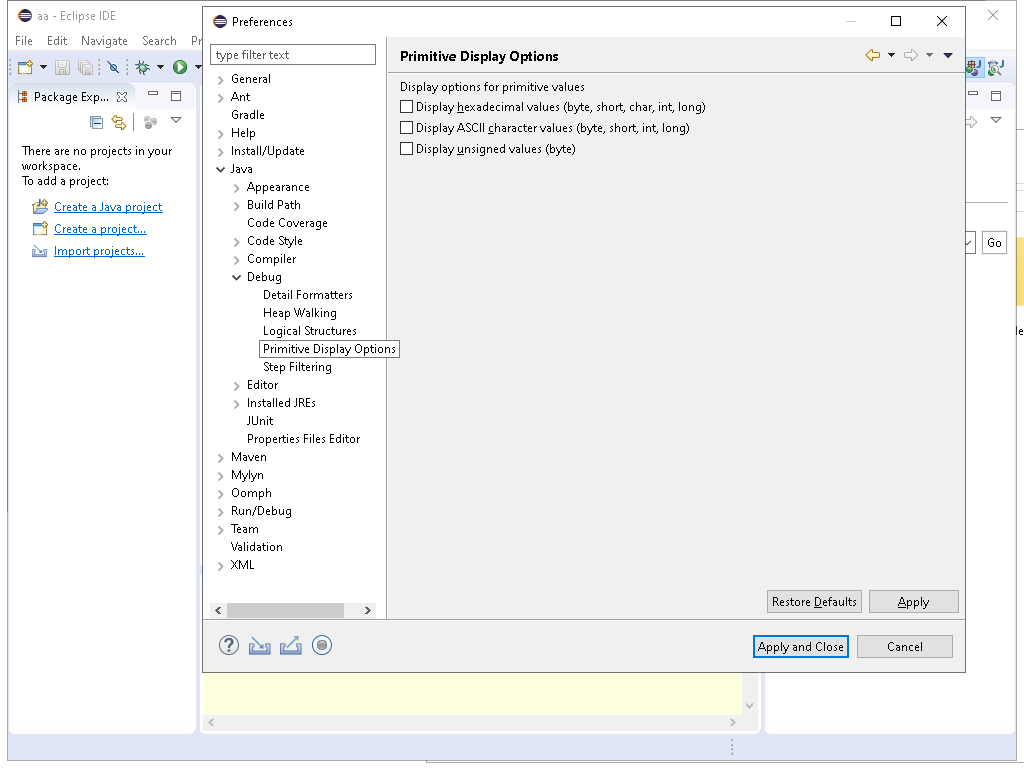 aa - Eclipse IDE
File Edit Navigate Search Pr
Package Exp...
There are no projects in your
workspace.
To add a project:
Create a Java project
Create a project...
Import projects...
Preferences
type filter text
General
Ant
Gradle
Help
Install/Update
Java
Appearance
Build Path
Code Coverage
Code Style
Compiler
Debug
Detail Formatters
Heap Walking
Logical Structures
Primitive Display Options
Step Filtering
Editor
Installed JREs
JUnit
Properties Files Editor
Maven
Mylyn
Oomph
Run/Debug
Team
Validation
XML
Primitive Display Options
Display options for primitive values
Display hexadecimal values (byte, short, char, int, long)
Display ASCII character values (byte, short, int, long)
Display unsigned values (byte)
Restore Defaults Apply
Apply and Close Cancel
Go
le